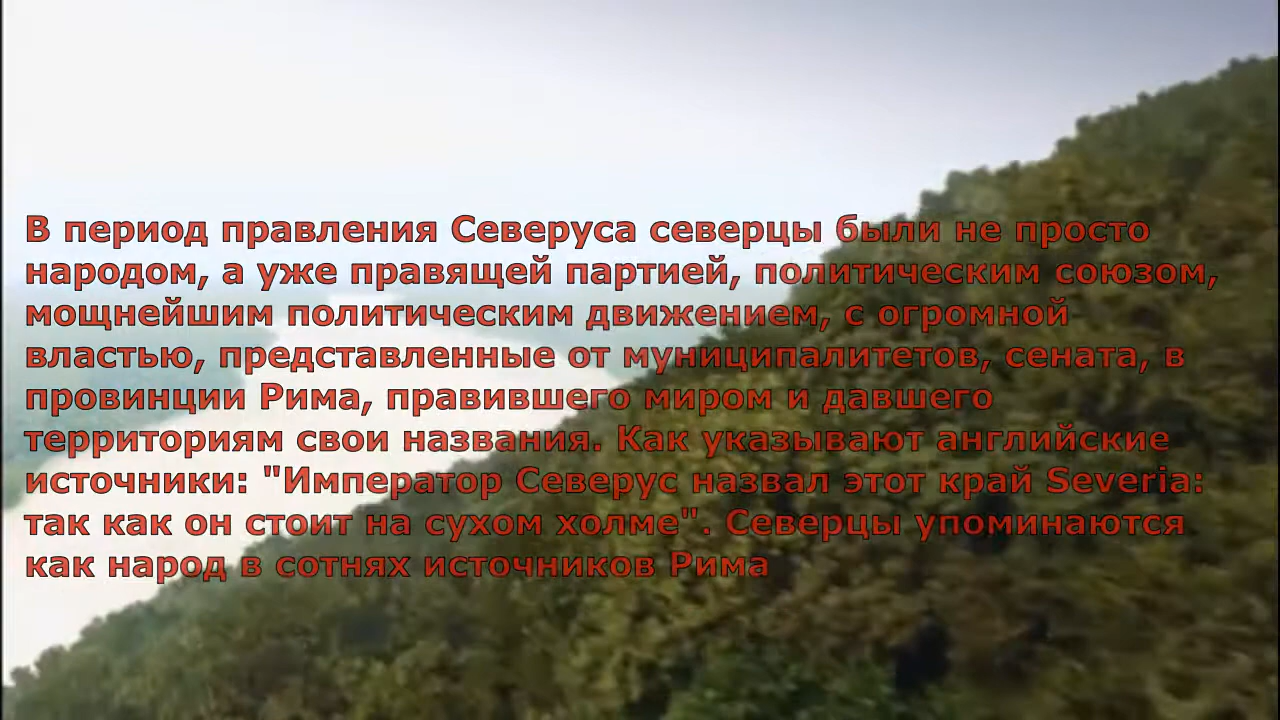 В период правления Северуса северцы были не просто
народом, а уже правящей партией, политическим союзом,
мощнейшим политическим движением, с огромной
властью, представленные от муниципалитетов, сената, в
провинции Рима, правившего миром и давшего
территориям свои названия. Как указывают английские
источники: "Император Северус назвал этот край Severia:
так как он стоит на сухом холме". Северцы упоминаются
как народ в сотнях источников Рима